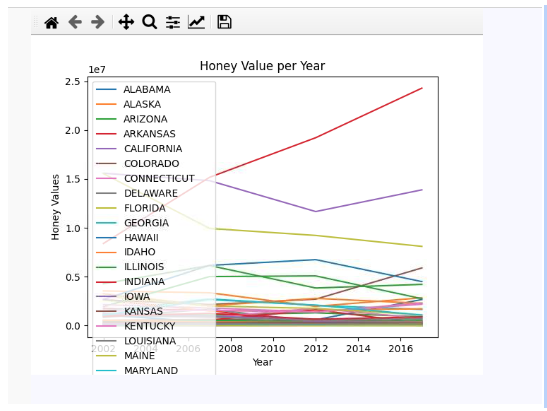 Honey Value per Year
1e7
2.5
2.0
1.5
1.0
0.5
0.0
Honey Values
ALABAMA
ALASKA
ARIZONA
ARKANSAS
CALIFORNIA
COLORADO
CONNECTICUT
DELAWARE
FLORIDA
GEORGIA
HAWAII
IDAHO
ILLINOIS
INDIANA
IOWA
KANSAS
KENTUCKY
LOUISIANA
MAINE
MARYLAND
2002 2004 2006 2008 2010 2012 2014 2016
Year